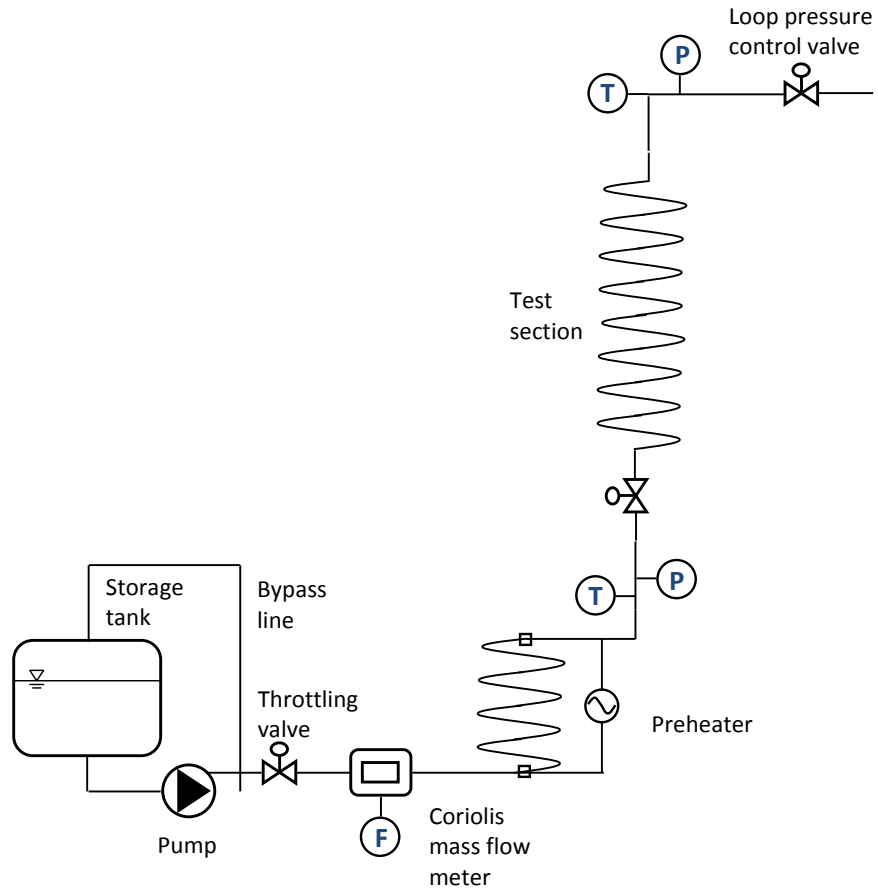 Loop pressure
control valve
P
T
Test
section
P
T
Storage
tank
Bypass
line
Throttling
valve
Preheater
Coriolis
mass flow
meter
F
Pump